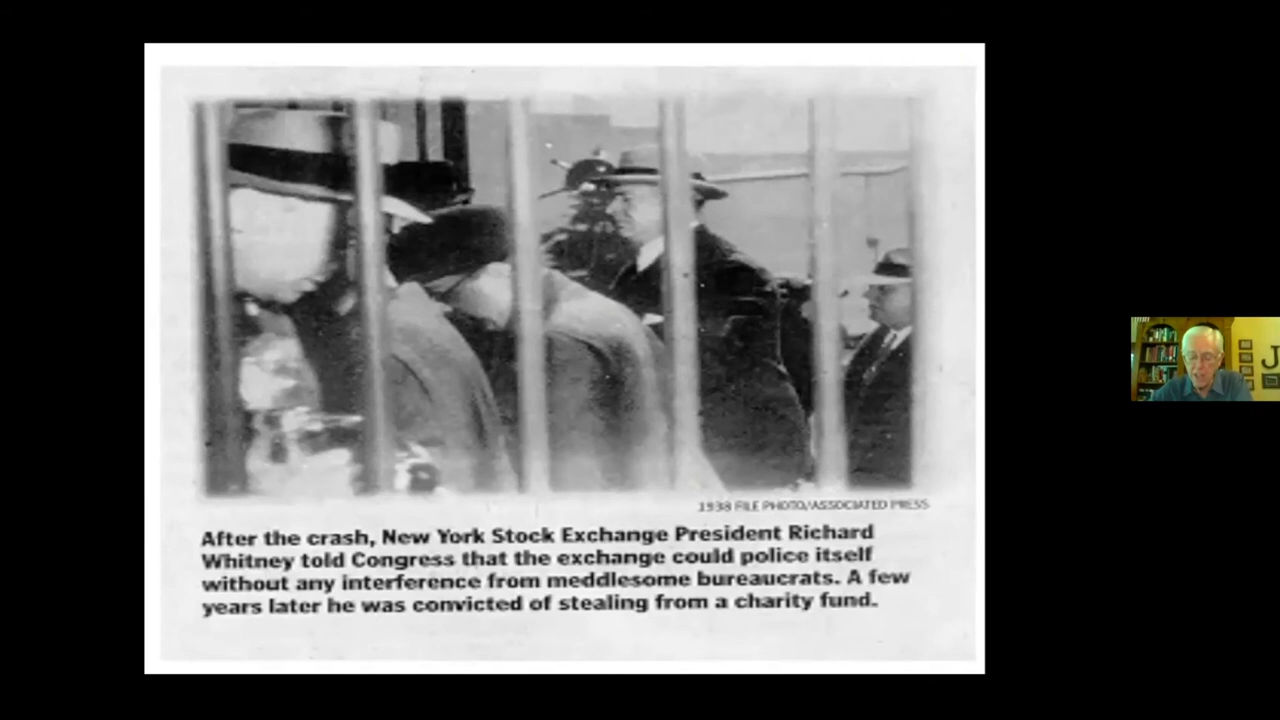 1938 FILE PHOTO/ASSOCIATED PRESS
After the crash, New York Stock Exchange President Richard
Whitney told Congress that the exchange could police itself
without any interference from meddlesome bureaucrats. A few
years later he was convicted of stealing from a charity fund.
J